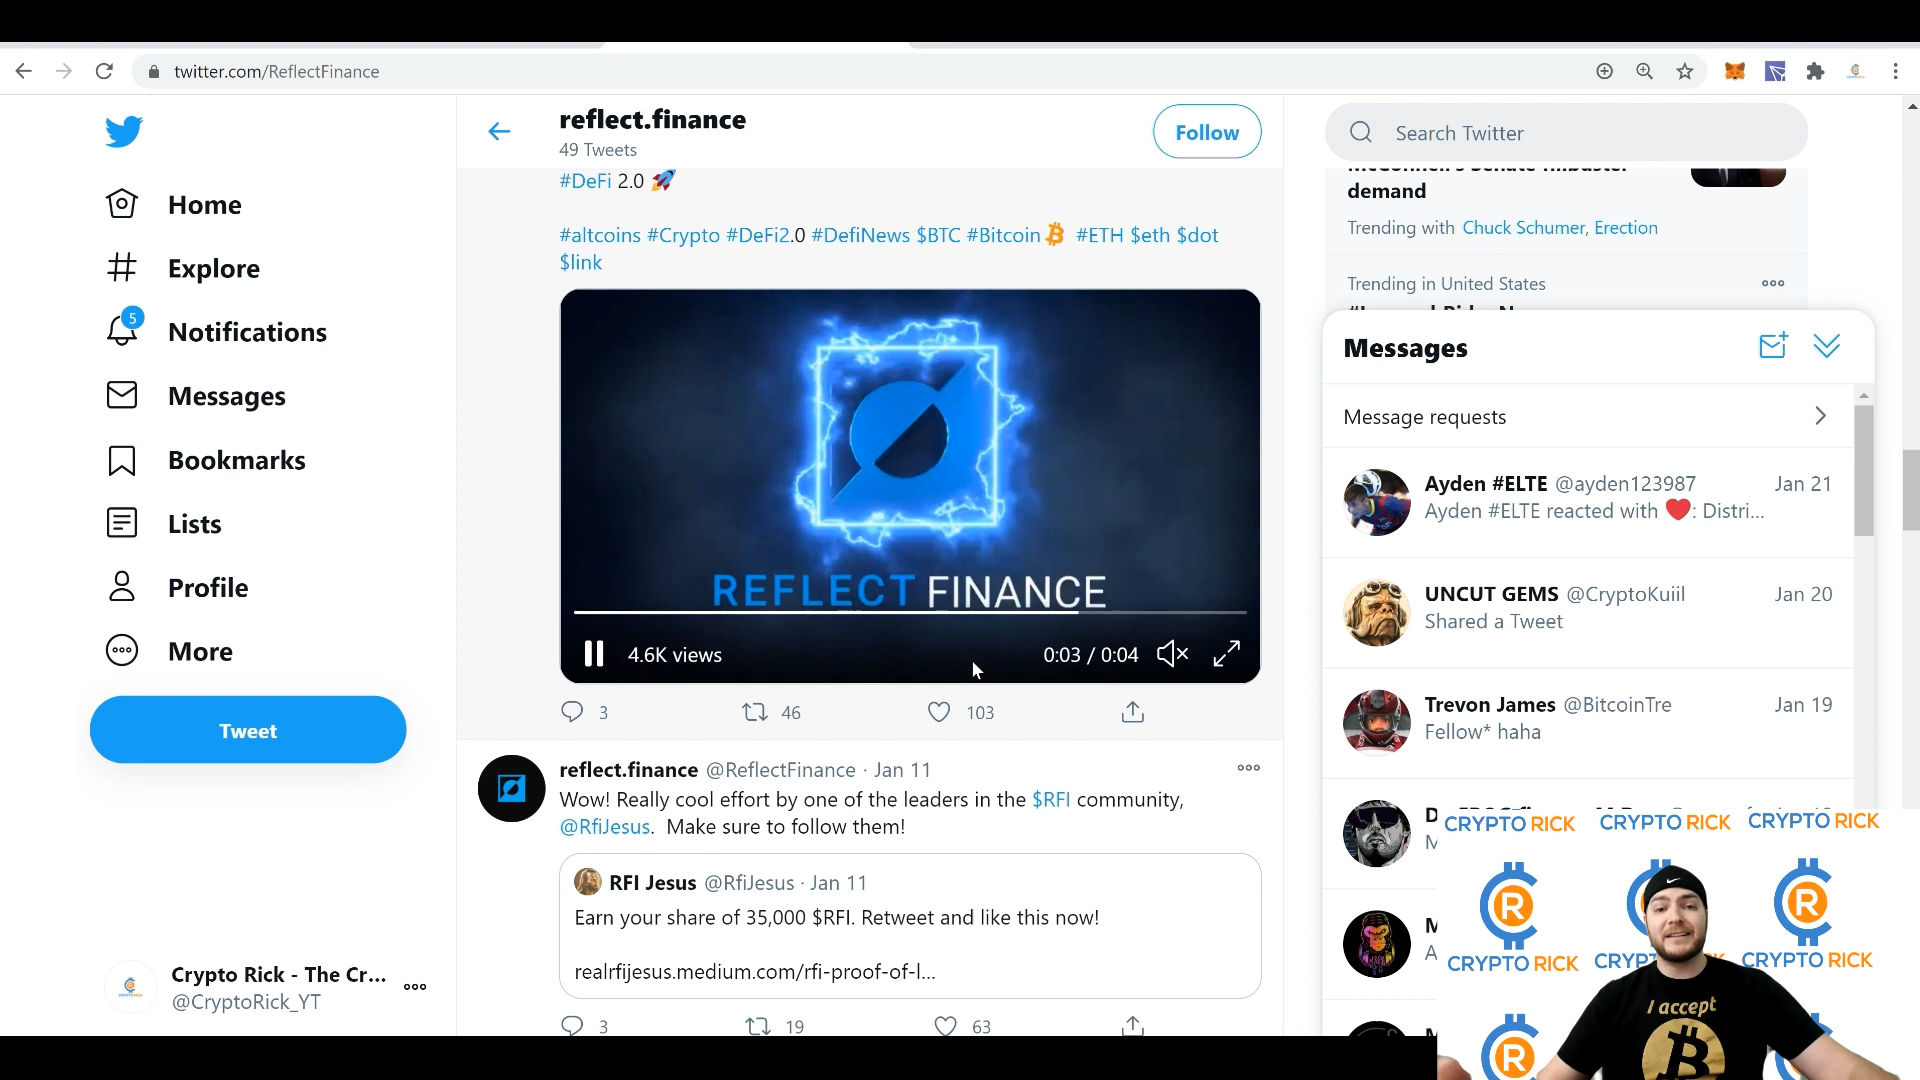 twitter.com/ReflectFinance
reflect.finance
49 Tweets
Follow
Search Twitter
Home
Explore
5
Notifications
Messages
Bookmarks
Lists
Profile
More
Tweet
Crypto Rick - The Cr...
@CryptoRick_YT
#DeFi 2.0
#altcoins #Crypto #DeFi2.0 #DefiNews $BTC #Bitcoin #ETH $eth $dot
$link
REFLECT FINANCE
4.6K views
0:03 / 0:04
3
46
103
reflect.finance @ReflectFinance · Jan 11
Wow! Really cool effort by one of the leaders in the $RFI community,
@RfiJesus. Make sure to follow them!
RFI Jesus @RfiJesus · Jan 11
Earn your share of 35,000 $RFI. Retweet and like this now!
realrfijesus.medium.com/rfi-proof-of-l...
3
19
63
demand
Trending with Chuck Schumer, Erection
Trending in United States
Messages
Message requests
Ayden #ELTE @ayden123987 Jan 21
Ayden #ELTE reacted with : Distri...
UNCUT GEMS @CryptoKuiil Jan 20
Shared a Tweet
Trevon James @BitcoinTre Jan 19
Fellow* haha
CRYPTO RICK
CRYPTO RICK
CRYPTO RICK
CRYPTO RICK
CRYPTO RICK
I accept